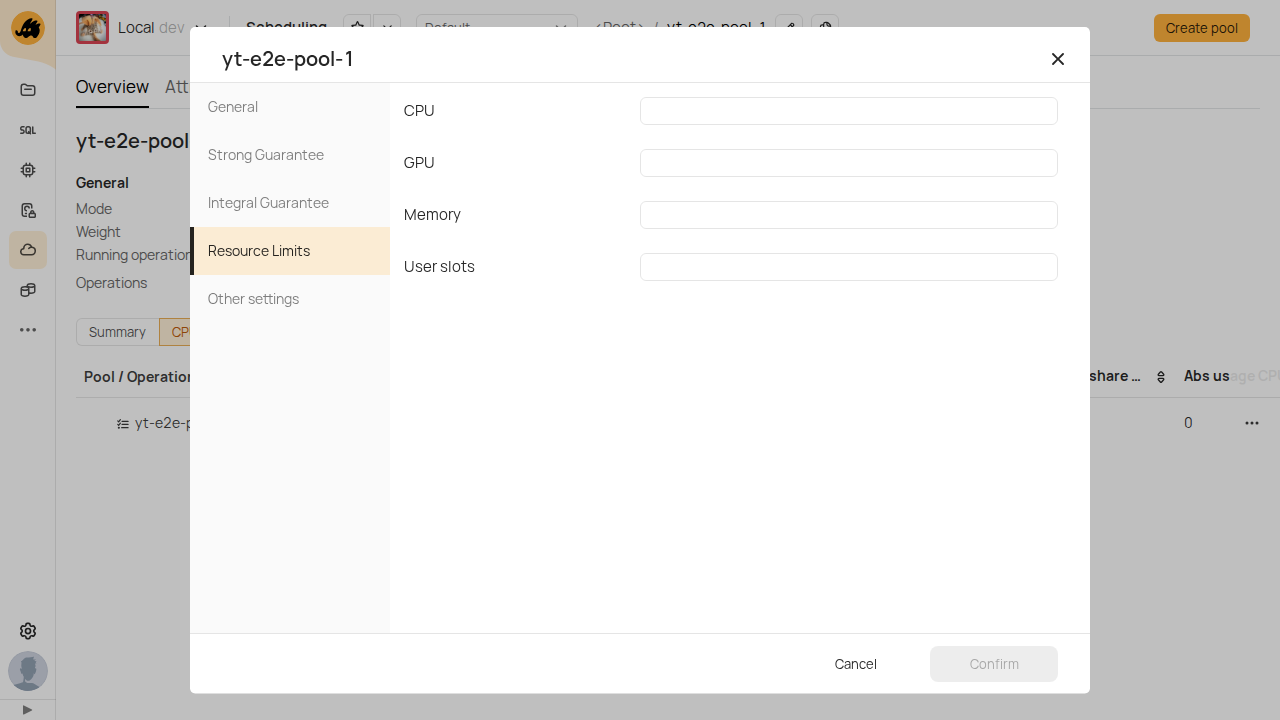 Local dev
Scheduling
Default
<Root> / yt-e2e-pool-1
Create pool
yt-e2e-pool-1
Overview
Att
yt-e2e-pool
General
Mode
Weight
Running operation
Operations
Summary
CP
Pool / Operation
share ...
Abs usage CPU
yt-e2e-p
0
SQL
General
Strong Guarantee
Integral Guarantee
Resource Limits
Other settings
CPU
GPU
Memory
User slots
Cancel
Confirm